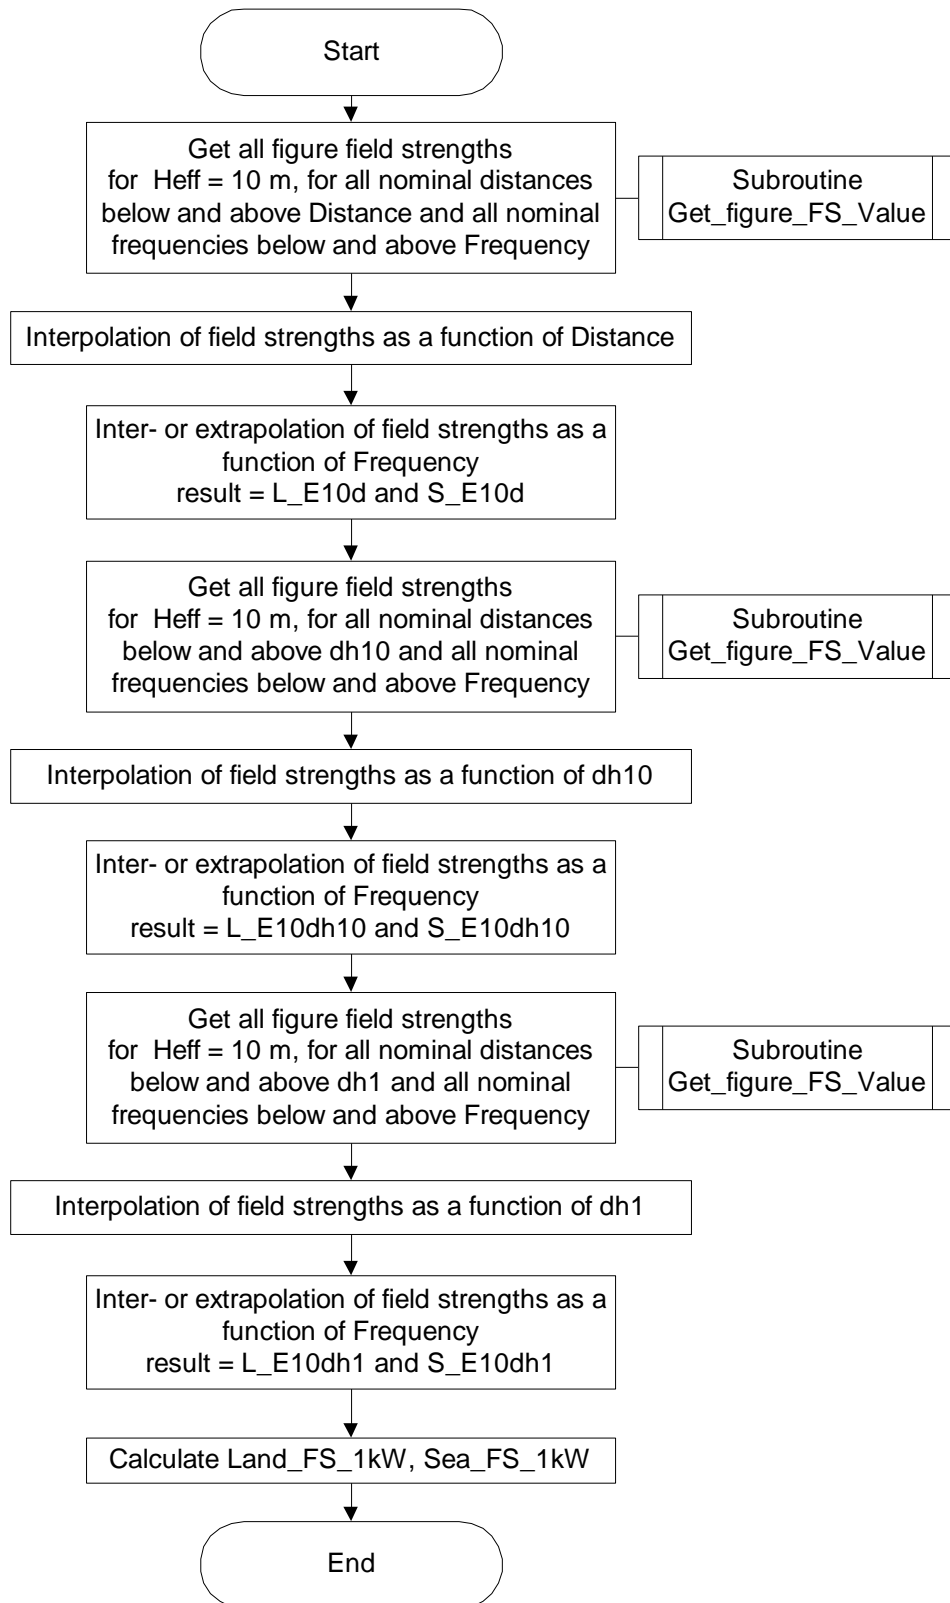 Start
Get all figure field strengths
for Heff = 10 m, for all nominal distances
below and above Distance and all nominal
frequencies below and above Frequency
Subroutine
Get_figure_FS_Value
Interpolation of field strengths as a function of Distance
Inter- or extrapolation of field strengths as a
function of Frequency
result = L_E10d and S_E10d
Get all figure field strengths
for Heff = 10 m, for all nominal distances
below and above dh10 and all nominal
frequencies below and above Frequency
Subroutine
Get_figure_FS_Value
Interpolation of field strengths as a function of dh10
Inter- or extrapolation of field strengths as a
function of Frequency
result = L_E10dh10 and S_E10dh10
Get all figure field strengths
for Heff = 10 m, for all nominal distances
below and above dh1 and all nominal
frequencies below and above Frequency
Subroutine
Get_figure_FS_Value
Interpolation of field strengths as a function of dh1
Inter- or extrapolation of field strengths as a
function of Frequency
result = L_E10dh1 and S_E10dh1
Calculate Land_FS_1kW, Sea_FS_1kW
End